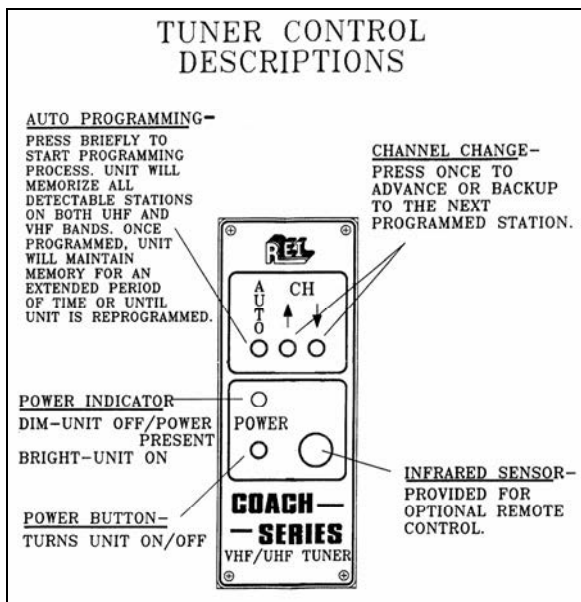 TUNER CONTROL
DESCRIPTIONS
AUTO PROGRAMMING-
PRESS BRIEFLY TO
START PROGRAMMING
PROCESS. UNIT WILL
MEMORIZE ALL
DETECTABLE STATIONS
ON BOTH UHF AND
VHF BANDS. ONCE
PROGRAMMED, UNIT
WILL MAINTAIN
MEMORY FOR AN
EXTENDED PERIOD
OF TIME OR UNTIL
UNIT IS REPROGRAMMED.
CHANNEL CHANGE-
PRESS ONCE TO
ADVANCE OR BACKUP
TO THE NEXT
PROGRAMMED STATION.
REI
AUTO
CH
POWER INDICATOR
DIM-UNIT OFF/POWER
PRESENT
BRIGHT-UNIT ON
POWER
POWER BUTTON-
TURNS UNIT ON/OFF
INFRARED SENSOR-
PROVIDED FOR
OPTIONAL REMOTE
CONTROL.
COACH-
-SERIES
VHF/UHF TUNER